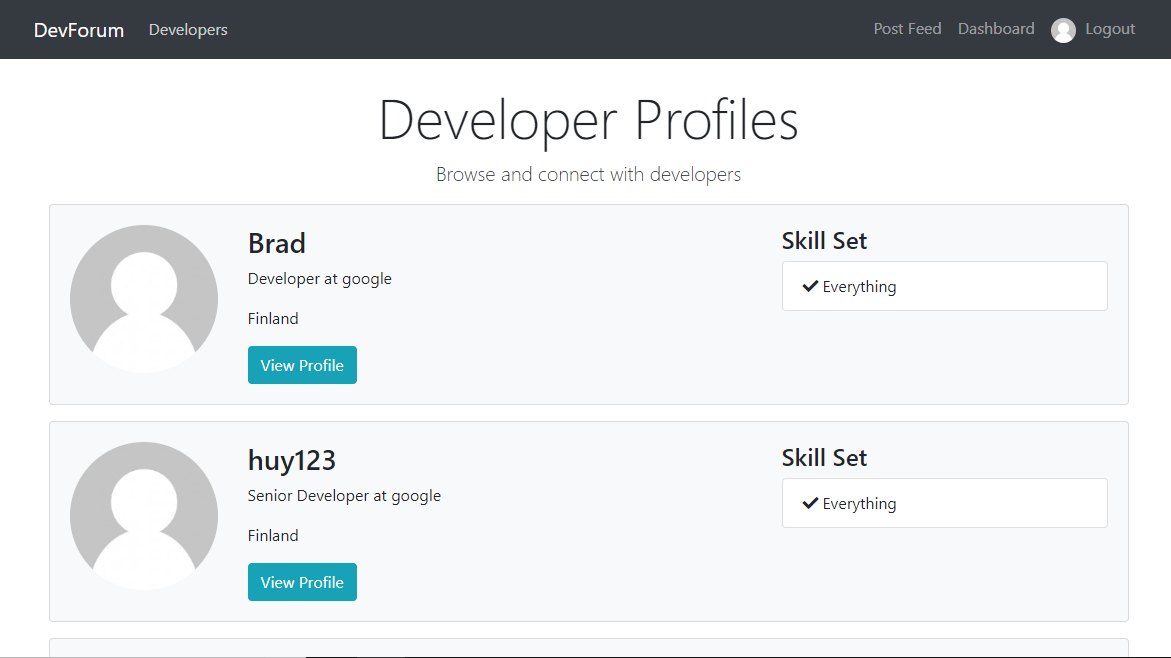 DevForum Developers Post Feed Dashboard Logout
Developer Profiles
Browse and connect with developers
Brad
Developer at google
Finland
View Profile
Skill Set
Everything
huy123
Senior Developer at google
Finland
View Profile
Skill Set
Everything